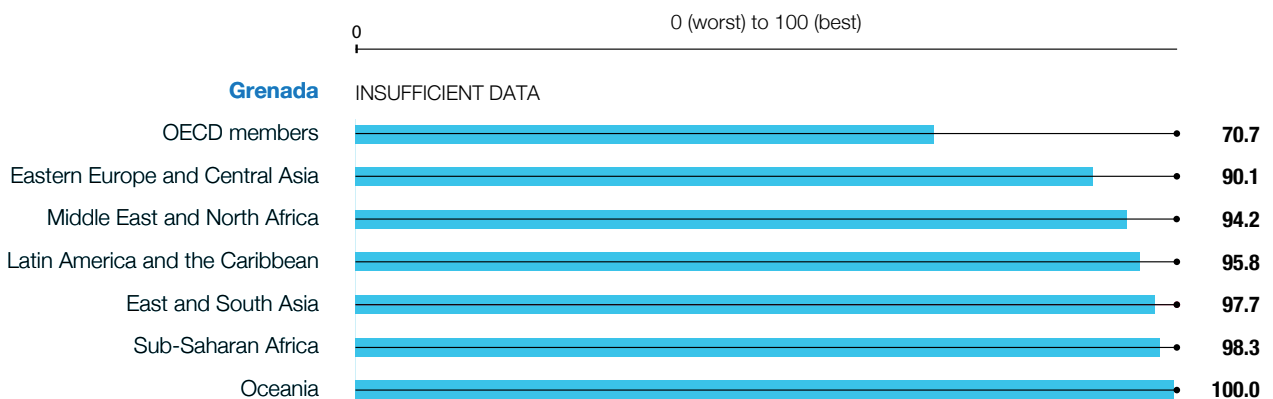 0 (worst) to 100 (best)
0
Grenada INSUFFICIENT DATA
OECD members 70.7
Eastern Europe and Central Asia 90.1
Middle East and North Africa 94.2
Latin America and the Caribbean 95.8
East and South Asia 97.7
Sub-Saharan Africa 98.3
Oceania 100.0